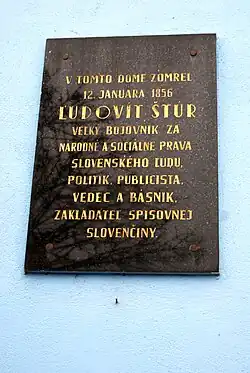 V TOMTO DOME ZOMREL
12. JANUÁRA 1856
ĽUDOVÍT ŠTÚR
VEĽKÝ BOJOVNÍK ZA
NÁRODNÉ A SOCIÁLNE PRÁVA
SLOVENSKÉHO ĽUDU,
POLITIK, PUBLICISTA,
VEDEC A BÁSNIK,
ZAKLADATEĽ SPISOVNEJ
SLOVENČINY.